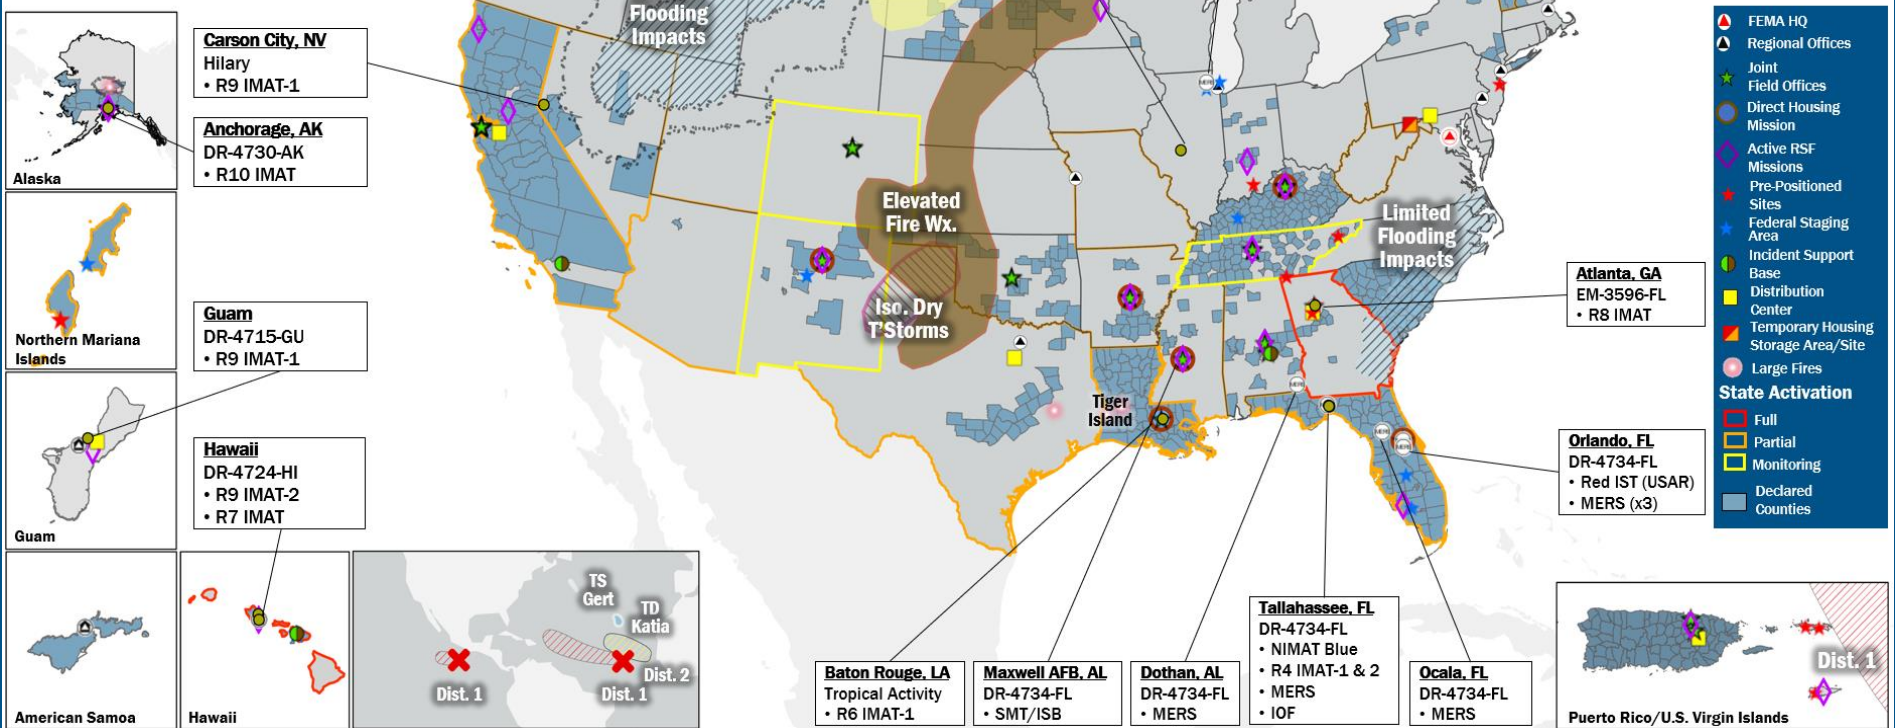 Flooding
Impacts
Carson City, NV
Hilary
• R9 IMAT-1
Anchorage, AK
DR-4730-AK
• R10 IMAT
Alaska
Northern Mariana
Islands
Guam
DR-4715-GU
• R9 IMAT-1
Guam
Hawaii
DR-4724-HI
• R9 IMAT-2
• R7 IMAT
American Samoa
Hawaii
TS
Gert
TD
Katia
Dist. 2
Dist. 1
Dist. 1
Elevated
Fire Wx.
Iso. Dry
T'Storms
Limited
Flooding
Impacts
Tiger
Island
MERS
MERS
MERS
MERS
Atlanta, GA
EM-3596-FL
• R8 IMAT
Orlando, FL
DR-4734-FL
• Red IST (USAR)
• MERS (x3)
Baton Rouge, LA
Tropical Activity
• R6 IMAT-1
Maxwell AFB, AL
DR-4734-FL
• SMT/ISB
Dothan, AL
DR-4734-FL
• MERS
Tallahassee, FL
DR-4734-FL
• NIMAT Blue
• R4 IMAT-1 & 2
• MERS
• IOF
Ocala, FL
DR-4734-FL
• MERS
Dist. 1
Puerto Rico/U.S. Virgin Islands
FEMA HQ
Regional Offices
Joint
Field Offices
Direct Housing
Mission
Active RSF
Missions
Pre-Positioned
Sites
Federal Staging
Area
Incident Support
Base
Distribution
Center
Temporary Housing
Storage Area/Site
Large Fires
State Activation
Full
Partial
Monitoring
Declared
Counties